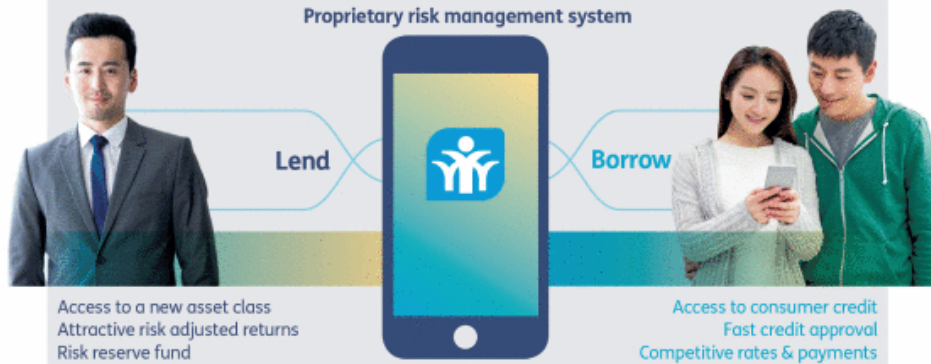 Proprietary risk management system
Lend
Borrow
Access to a new asset class
Attractive risk adjusted returns
Risk reserve fund
Access to consumer credit
Fast credit approval
Competitive rates & payments